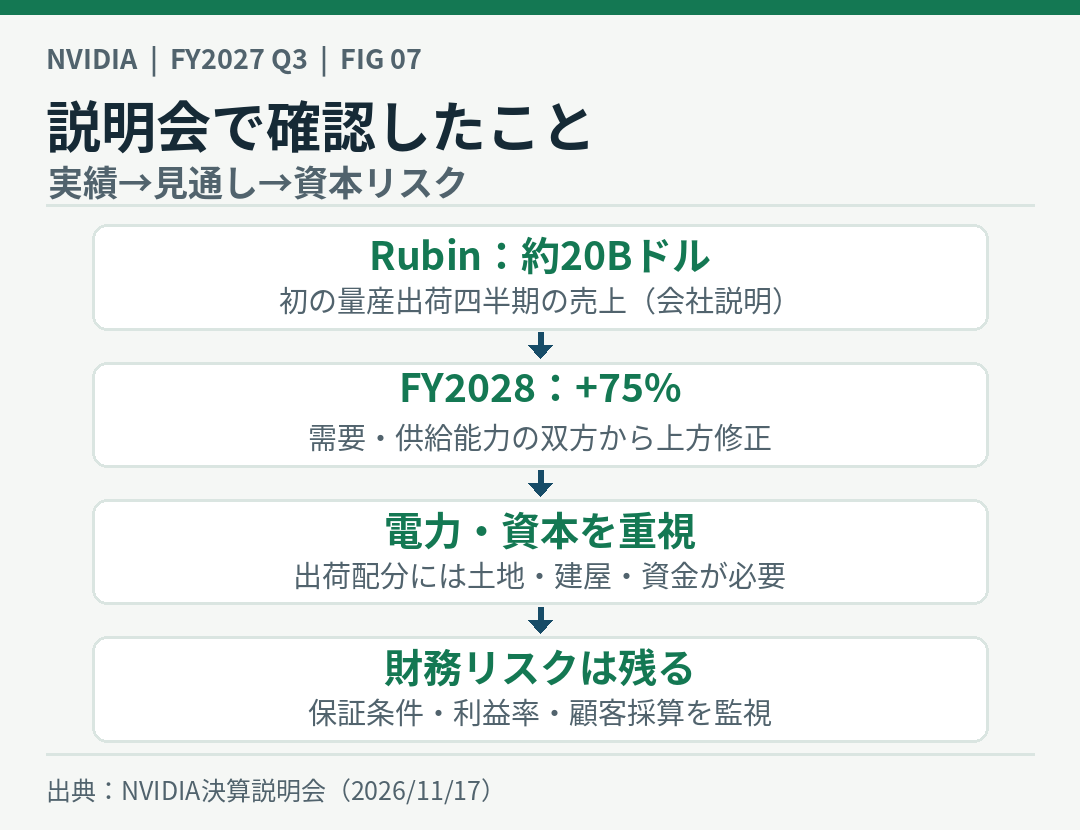 NVIDIA | FY2027 Q3 | FIG 07
説明会で確認したこと
実績→見通し→資本リスク
Rubin：約20Bドル
初の量産出荷四半期の売上（会社説明）
FY2028：+75%
需要・供給能力の双方から上方修正
電力・資本を重視
出荷配分には土地・建屋・資金が必要
財務リスクは残る
保証条件・利益率・顧客採算を監視
出典：NVIDIA決算説明会（2026/11/17）